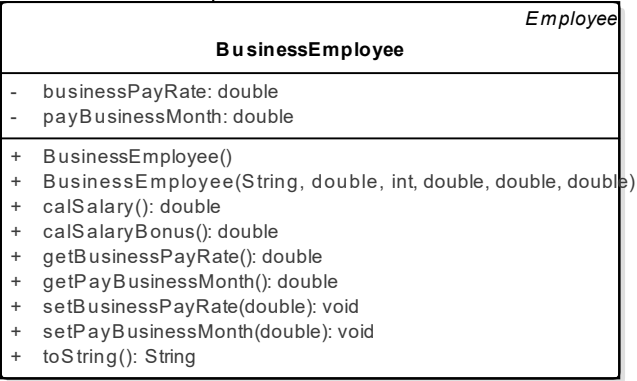 Employee
BusinessEmployee
- businessPayRate: double
- payBusinessMonth: double
+ BusinessEmployee()
+ BusinessEmployee(String, double, int, double, double, double)
+ calSalary(): double
+ calSalaryBonus(): double
+ getBusinessPayRate(): double
+ getPayBusinessMonth(): double
+ setBusinessPayRate(double): void
+ setPayBusinessMonth(double): void
+ toString(): String